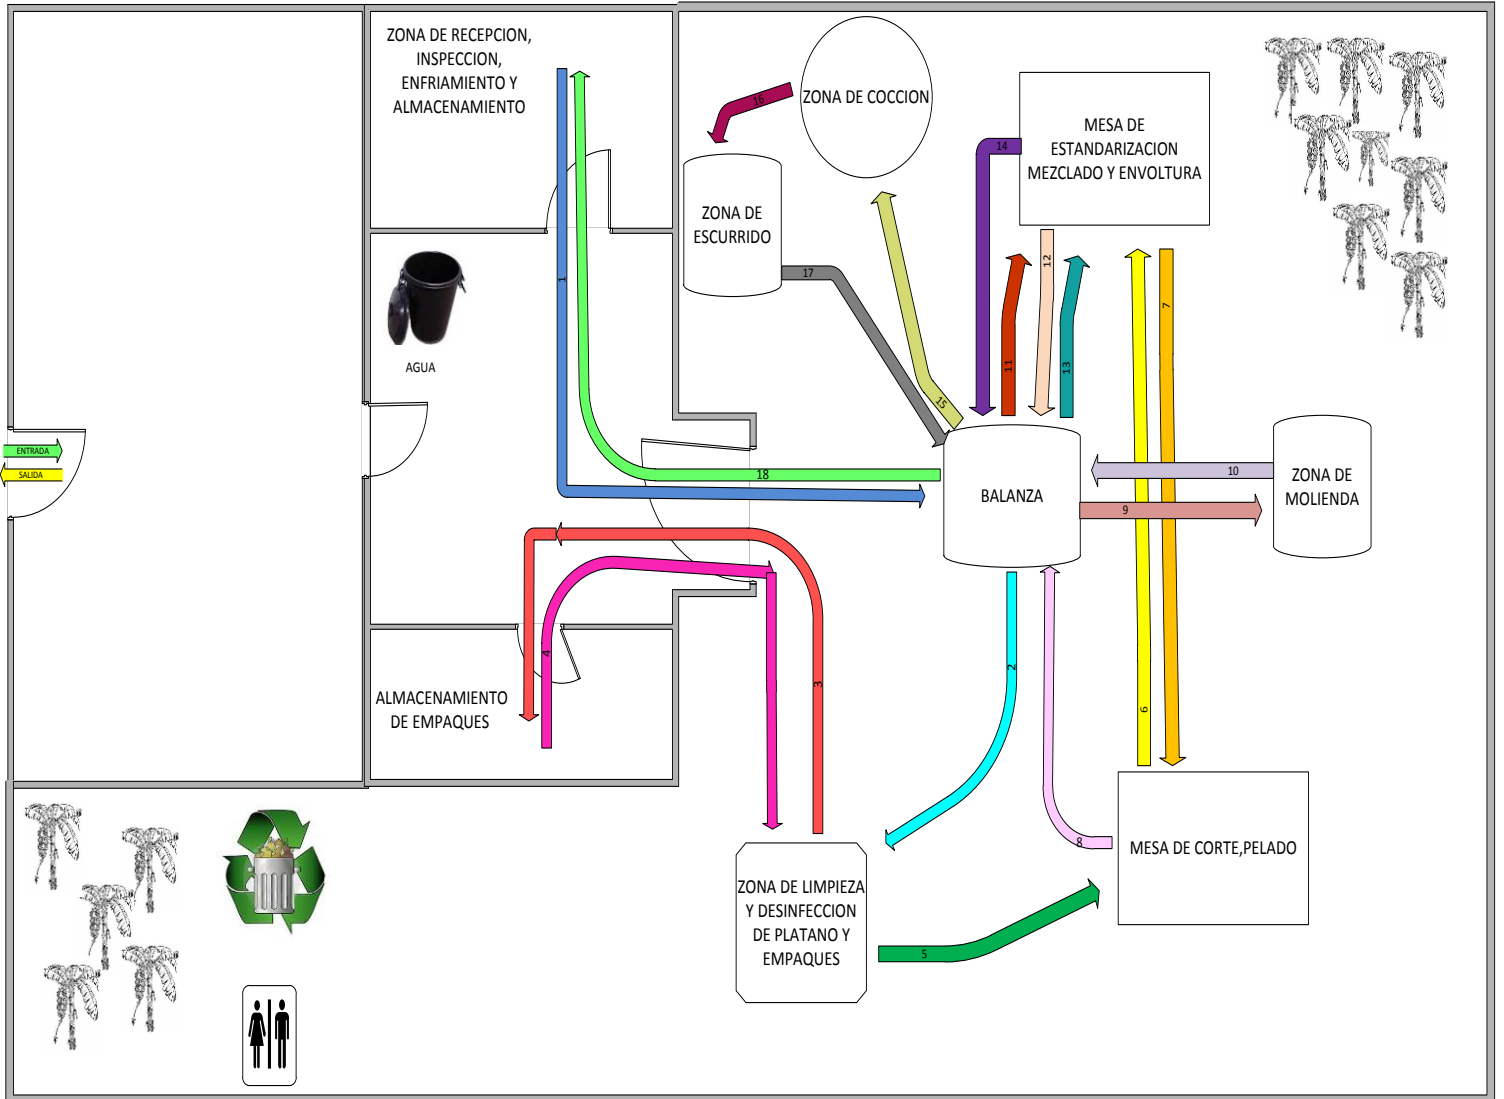 ZONA DE RECEPCION,
INSPECCION,
ENFRIAMIENTO Y
ALMACENAMIENTO
16
ZONA DE COCCION
14
MESA DE
ESTANDARIZACION
MEZCLADO Y ENVOLTURA
ZONA DE
ESCURRIDO
17
12
1
7
AGUA
11
13
15
ENTRADA
SALIDA
18
BALANZA
10
9
ZONA DE
MOLIENDA
4
2
3
6
ALMACENAMIENTO
DE EMPAQUES
8
MESA DE CORTE,PELADO
ZONA DE LIMPIEZA
Y DESINFECCION
DE PLATANO Y
EMPAQUES
5